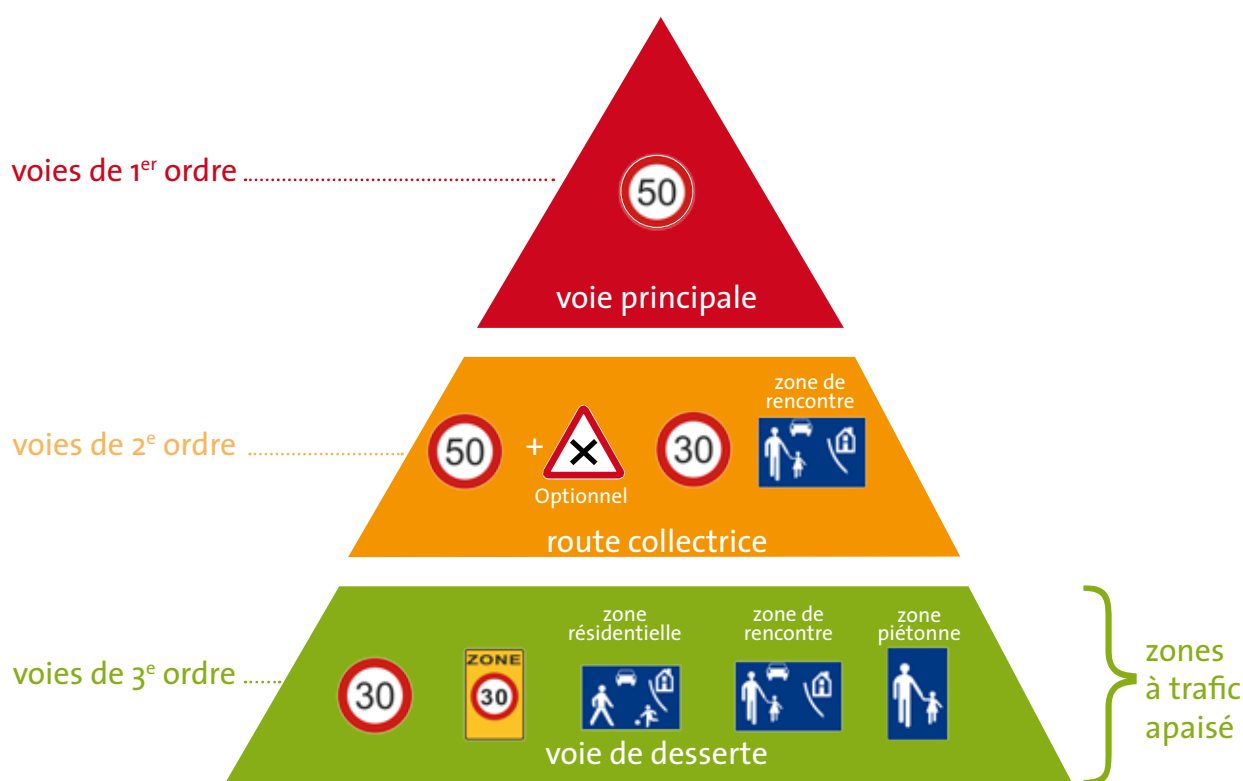 voies de 1er ordre
50
voie principale
voies de 2e ordre
50
+
Optionnel
30
zone de
rencontre
route collectrice
voies de 3e ordre
30
ZONE
30
zone
résidentielle
zone de
rencontre
zone
piétonne
voie de desserte
zones
à trafic
apaisé